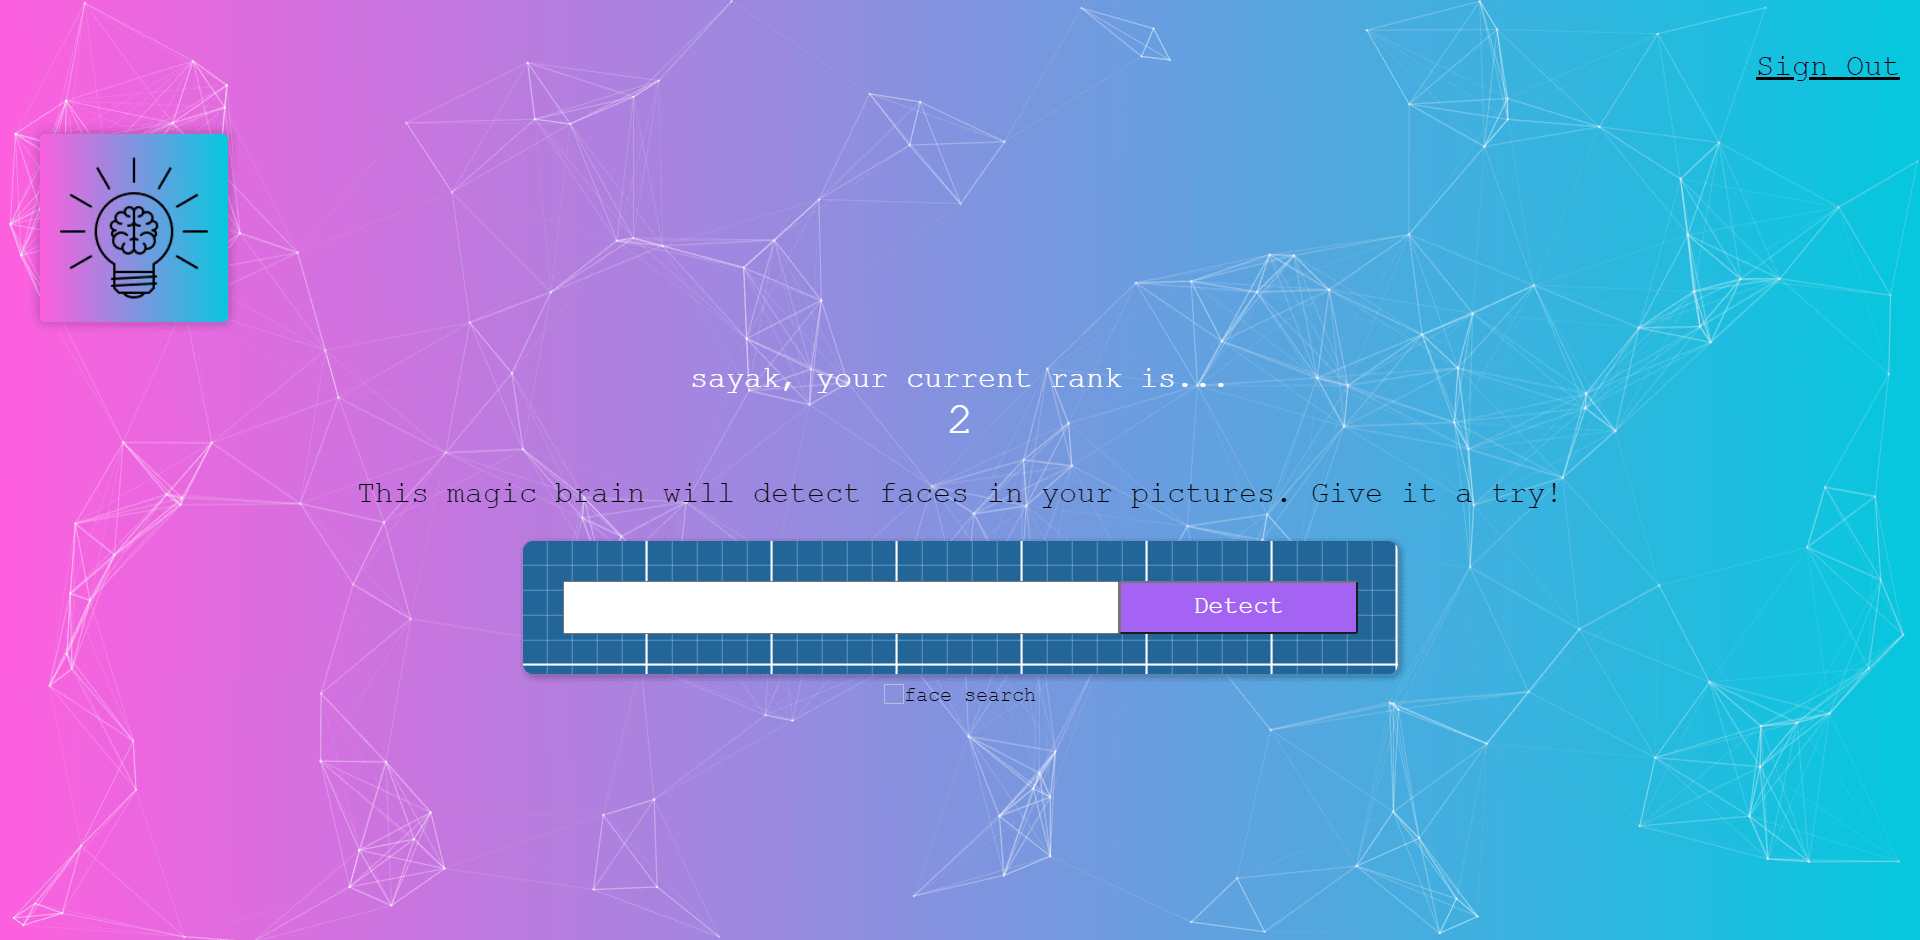 Sign Out
sayak, your current rank is...
2
This magic brain will detect faces in your pictures. Give it a try!
Detect
face search